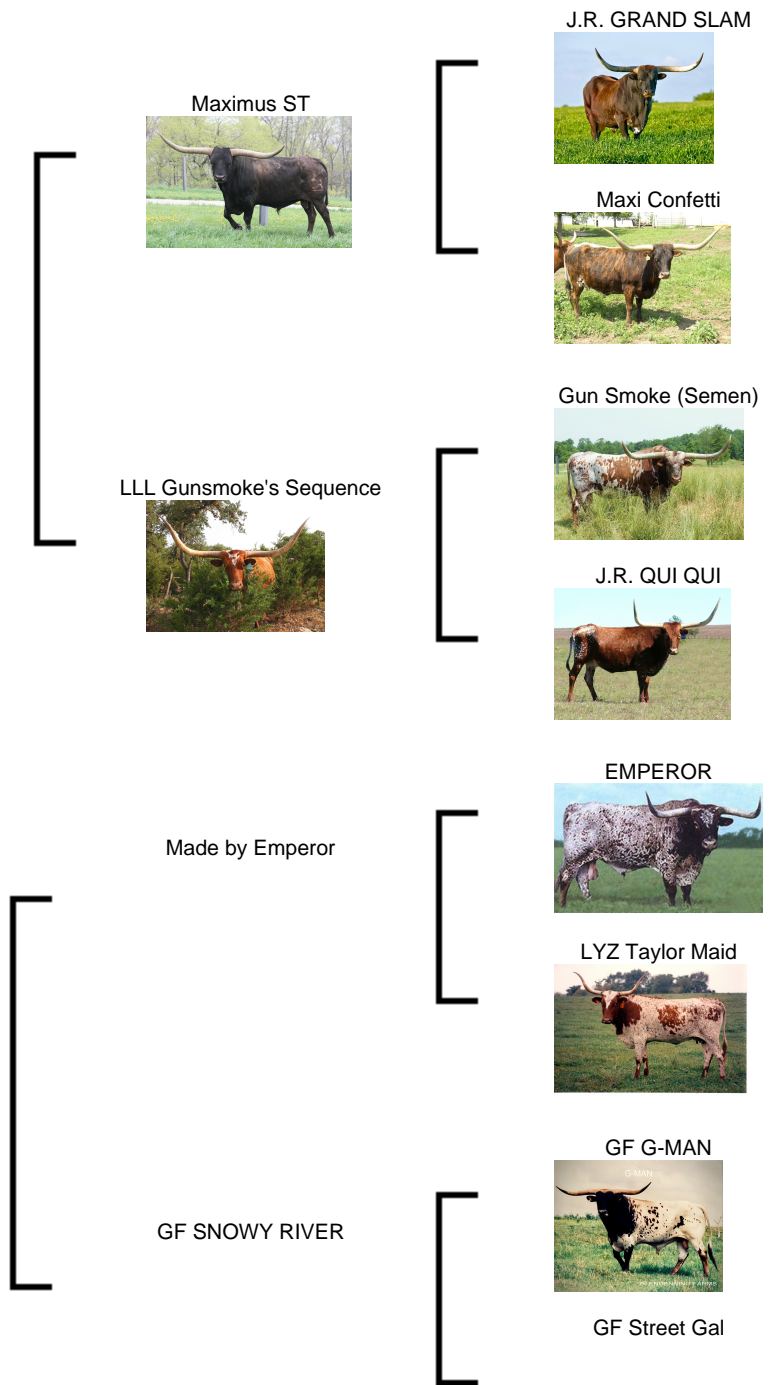 J.R. GRAND SLAM
Maximus ST
Maxi Confetti
Gun Smoke (Semen)
LLL Gunsmoke's Sequence
J.R. QUI QUI
EMPEROR
Made by Emperor
LYZ Taylor Maid
GF G-MAN
G-MAN
GF SNOWY RIVER
GF Street Gal